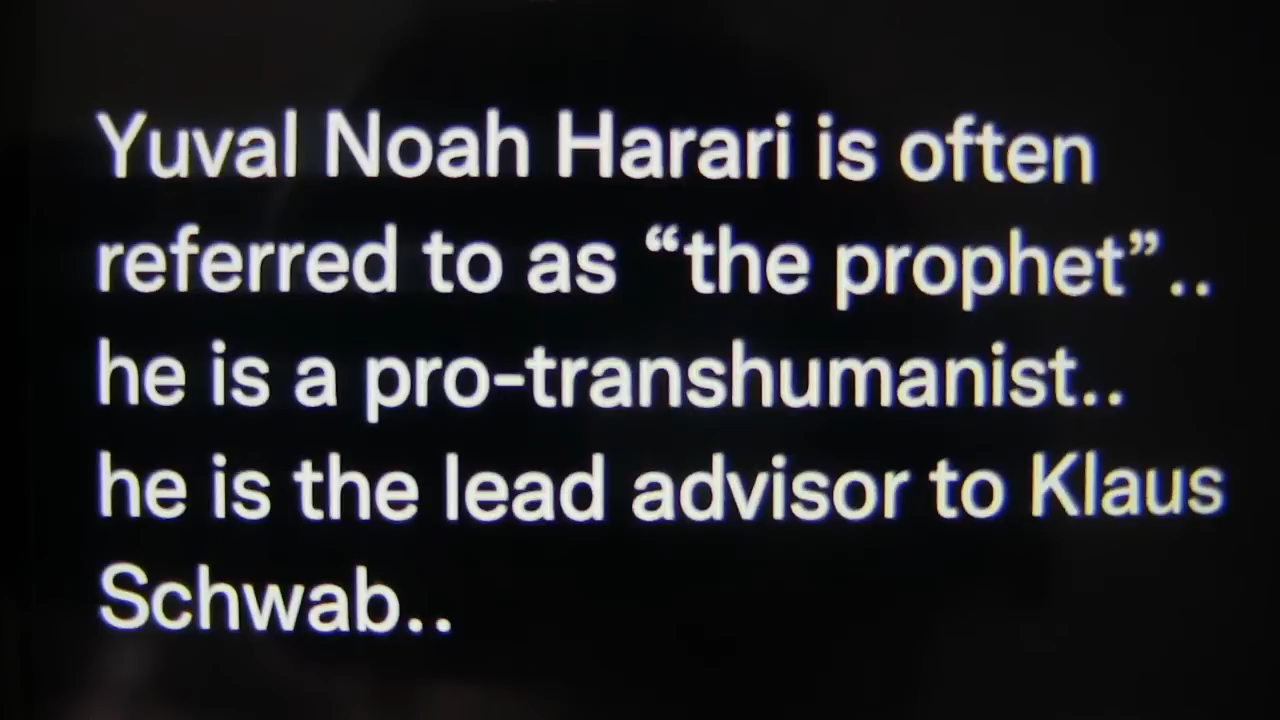 Yuval Noah Harari is often
referred to as “the prophet”..
he is a pro-transhumanist..
he is the lead advisor to Klaus
Schwab..